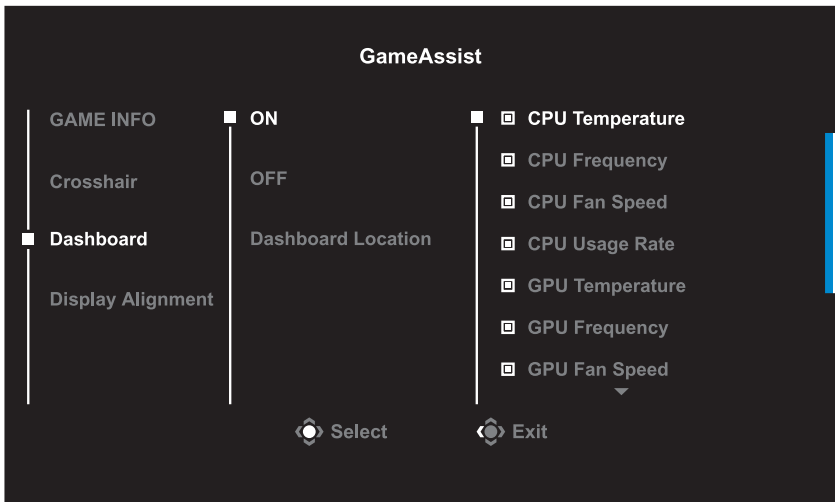 GameAssist
GAME INFO
Crosshair
Dashboard
Display Alignment
ON
OFF
Dashboard Location
CPU Temperature
CPU Frequency
CPU Fan Speed
CPU Usage Rate
GPU Temperature
GPU Frequency
GPU Fan Speed
Select
Exit